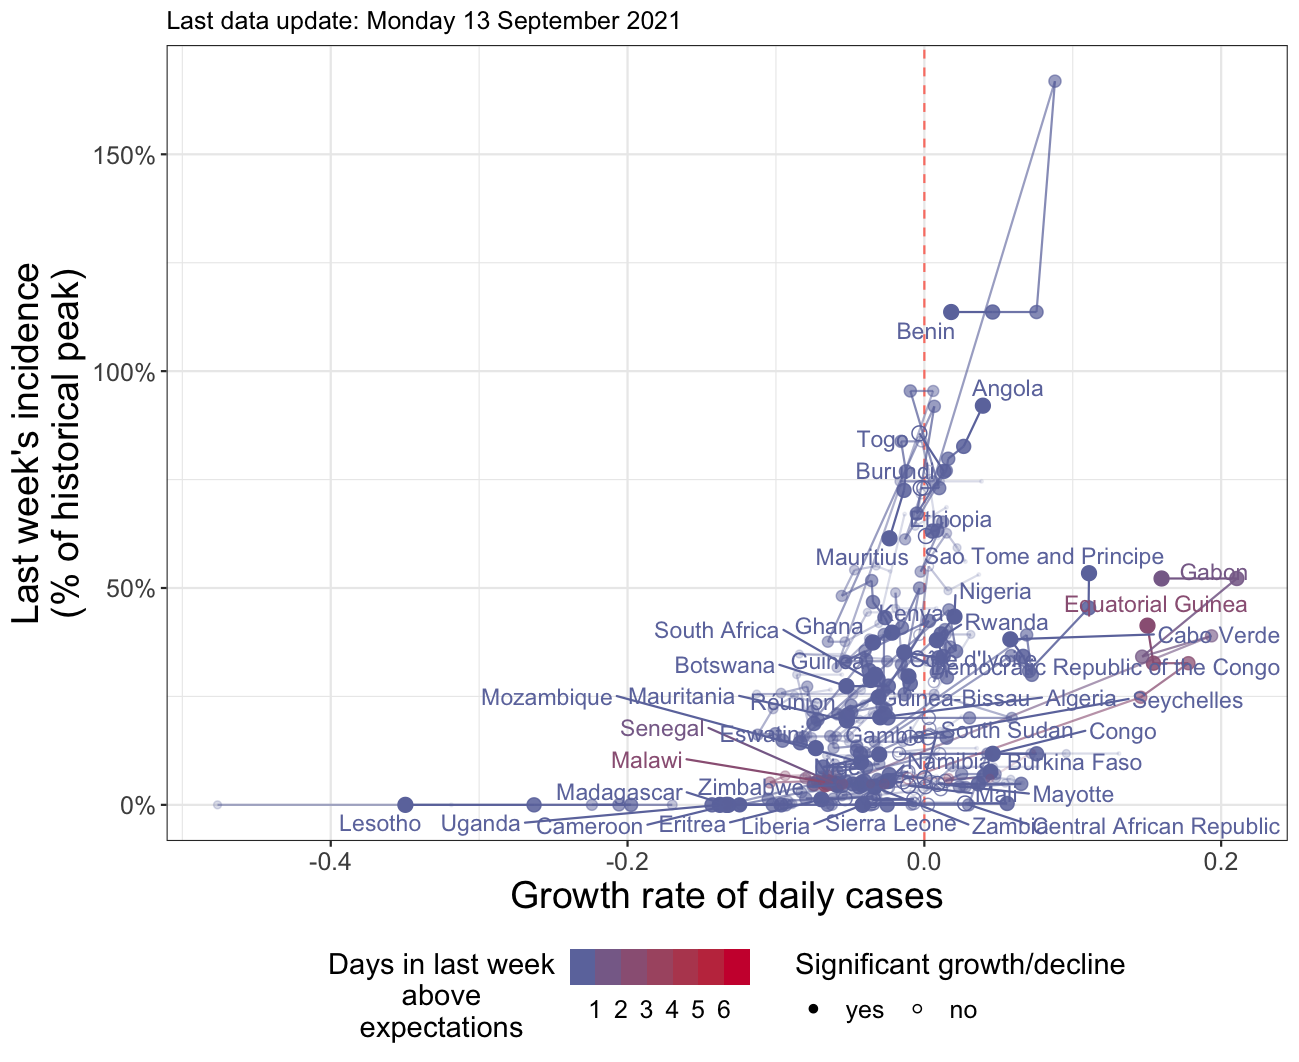 Last data update: Monday 13 September 2021
Last week's incidence
(% of historical peak)
150%
100%
50%
0%
Benin
Angola
Togo
Burundi
Ethiopia
Mauritius
Sao Tome and Principe
Gabon
Nigeria
Equatorial Guinea
Kenya
Ghana
Rwanda
South Africa
Cabo Verde
Guinea
Côte d'Ivoire
Botswana
Democratic Republic of the Congo
Mozambique
Mauritania
Réunion
Guinea-Bissau
Algeria
Seychelles
Senegal
Eswatini
Gambia
South Sudan
Congo
Malawi
Namibia
Burkina Faso
Madagascar
Zimbabwe
Mali
Mayotte
Lesotho
Uganda
Cameroon
Eritrea
Liberia
Sierra Leone
Zambia
Central African Republic
-0.4
-0.2
0.0
0.2
Growth rate of daily cases
Days in last week
above
expectations
1 2 3 4 5 6
Significant growth/decline
yes
no